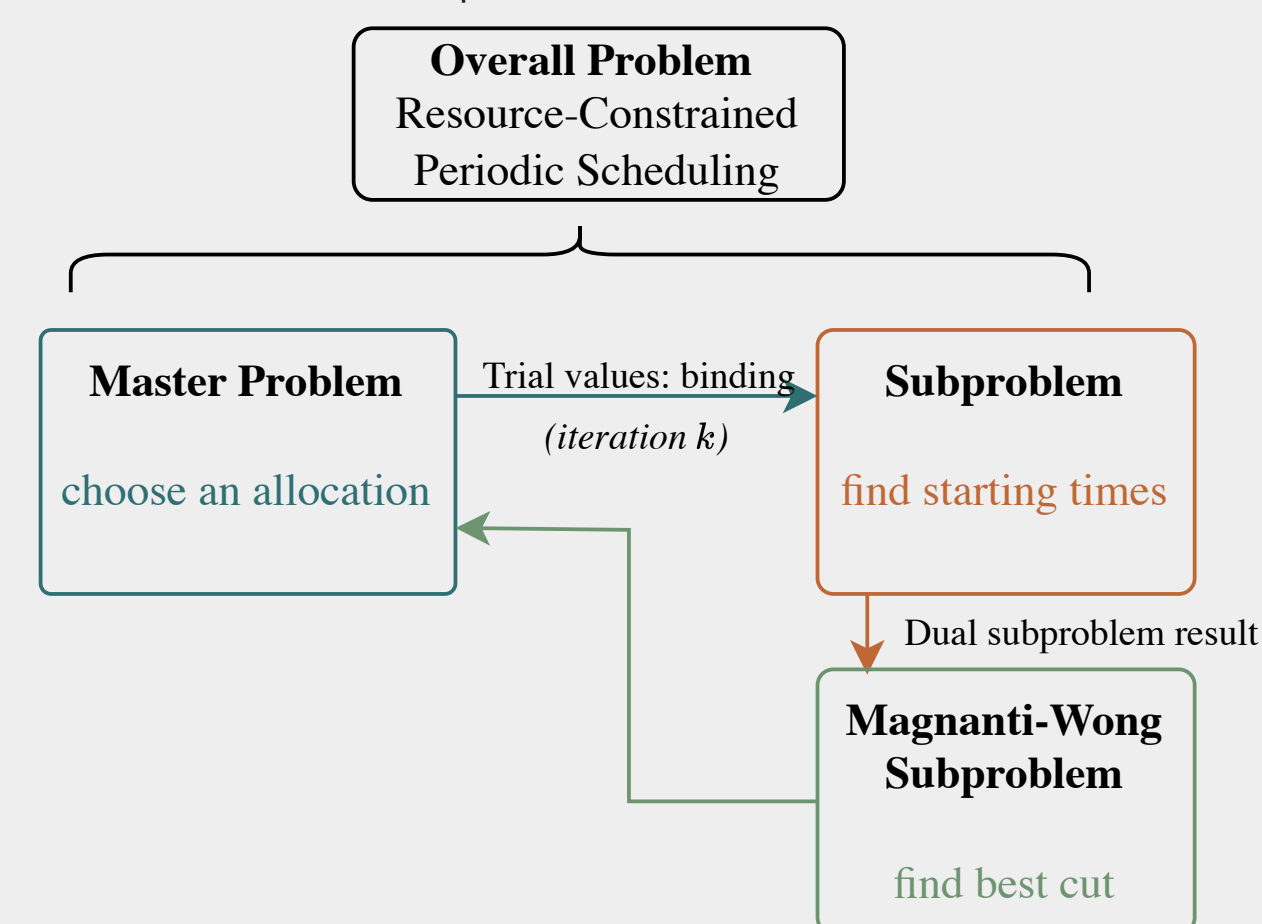 Overall Problem
Resource-Constrained
Periodic Scheduling
Master Problem
choose an allocation
Trial values: binding
(iteration k)
Subproblem
find starting times
Dual subproblem result
Magnanti-Wong
Subproblem
find best cut